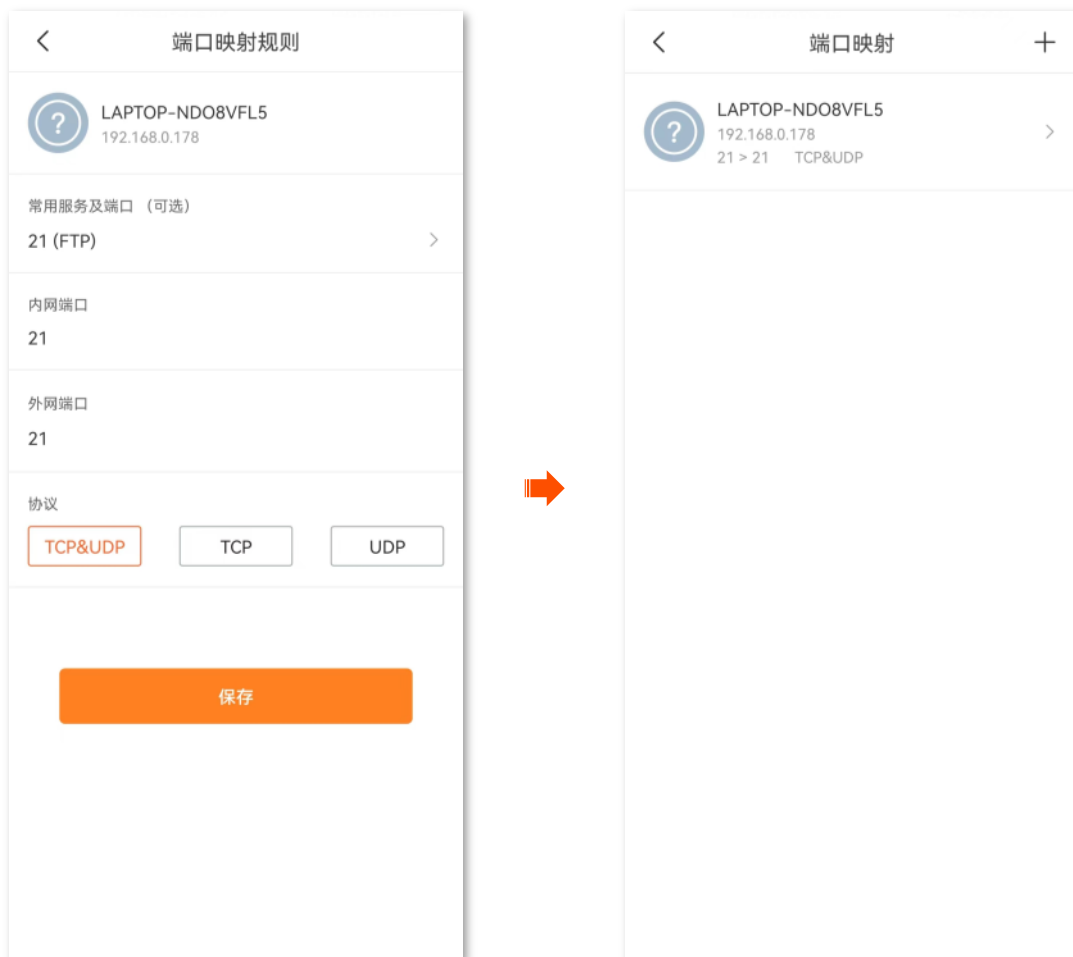 端口映射规则
LAPTOP-NDO8VFL5
192.168.0.178
常用服务及端口 （可选）
21 (FTP)
内网端口
21
外网端口
21
协议
TCP&UDP TCP UDP
保存
端口映射
LAPTOP-NDO8VFL5
192.168.0.178
21 > 21 TCP&UDP